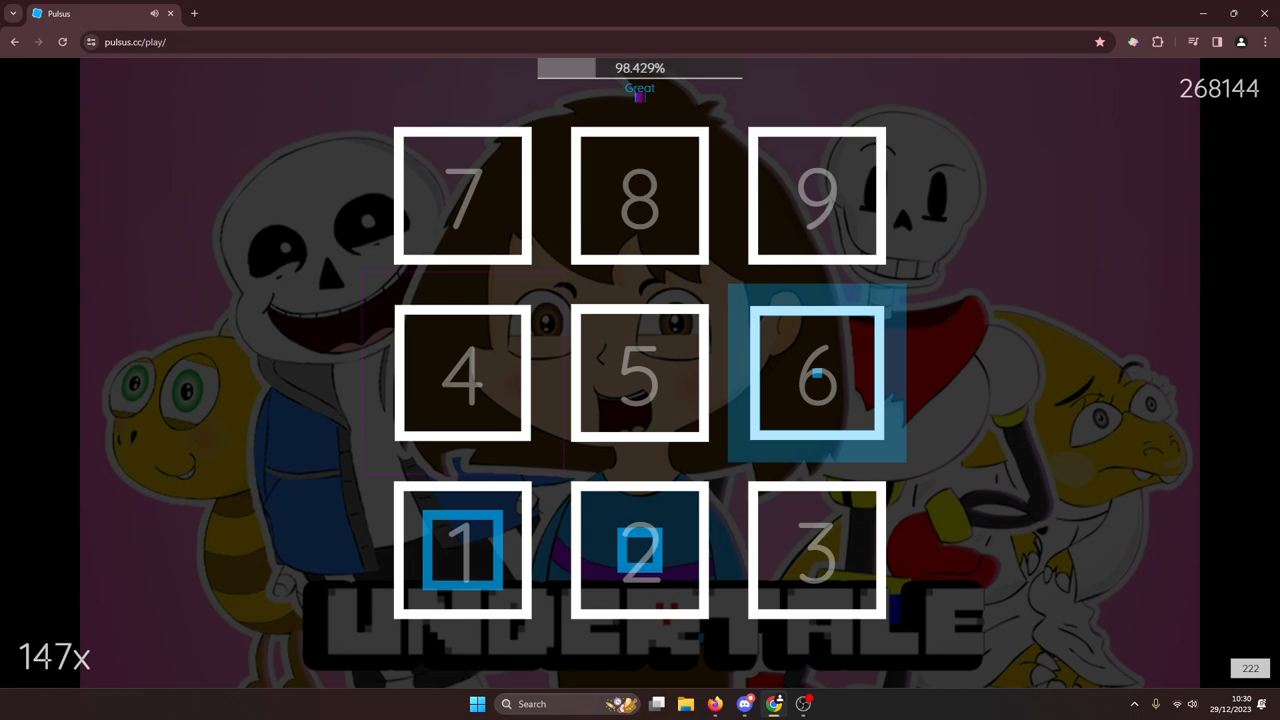 Pulsus
pulsus.cc/play/
98.429%
Great
268144
7 8 9
4 5 6
1 2 3
UNDERTALE
147x
222
Search
10:30
29/12/2023